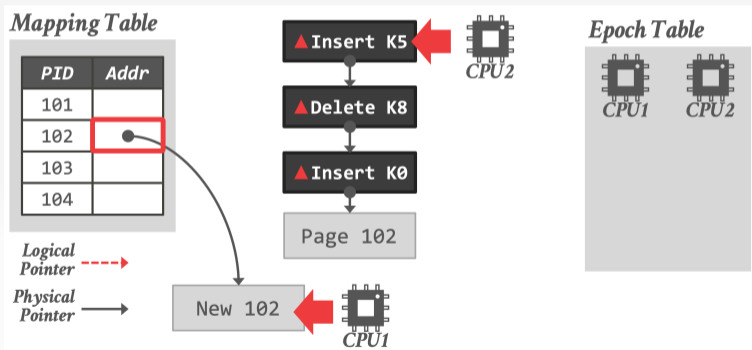 Mapping Table
PID Addr
101
102
103
104
Logical
Pointer
Physical
Pointer
▲Insert K5
CPU2
▲Delete K8
▲Insert K0
Page 102
New 102
CPU1
Epoch Table
CPU1 CPU2